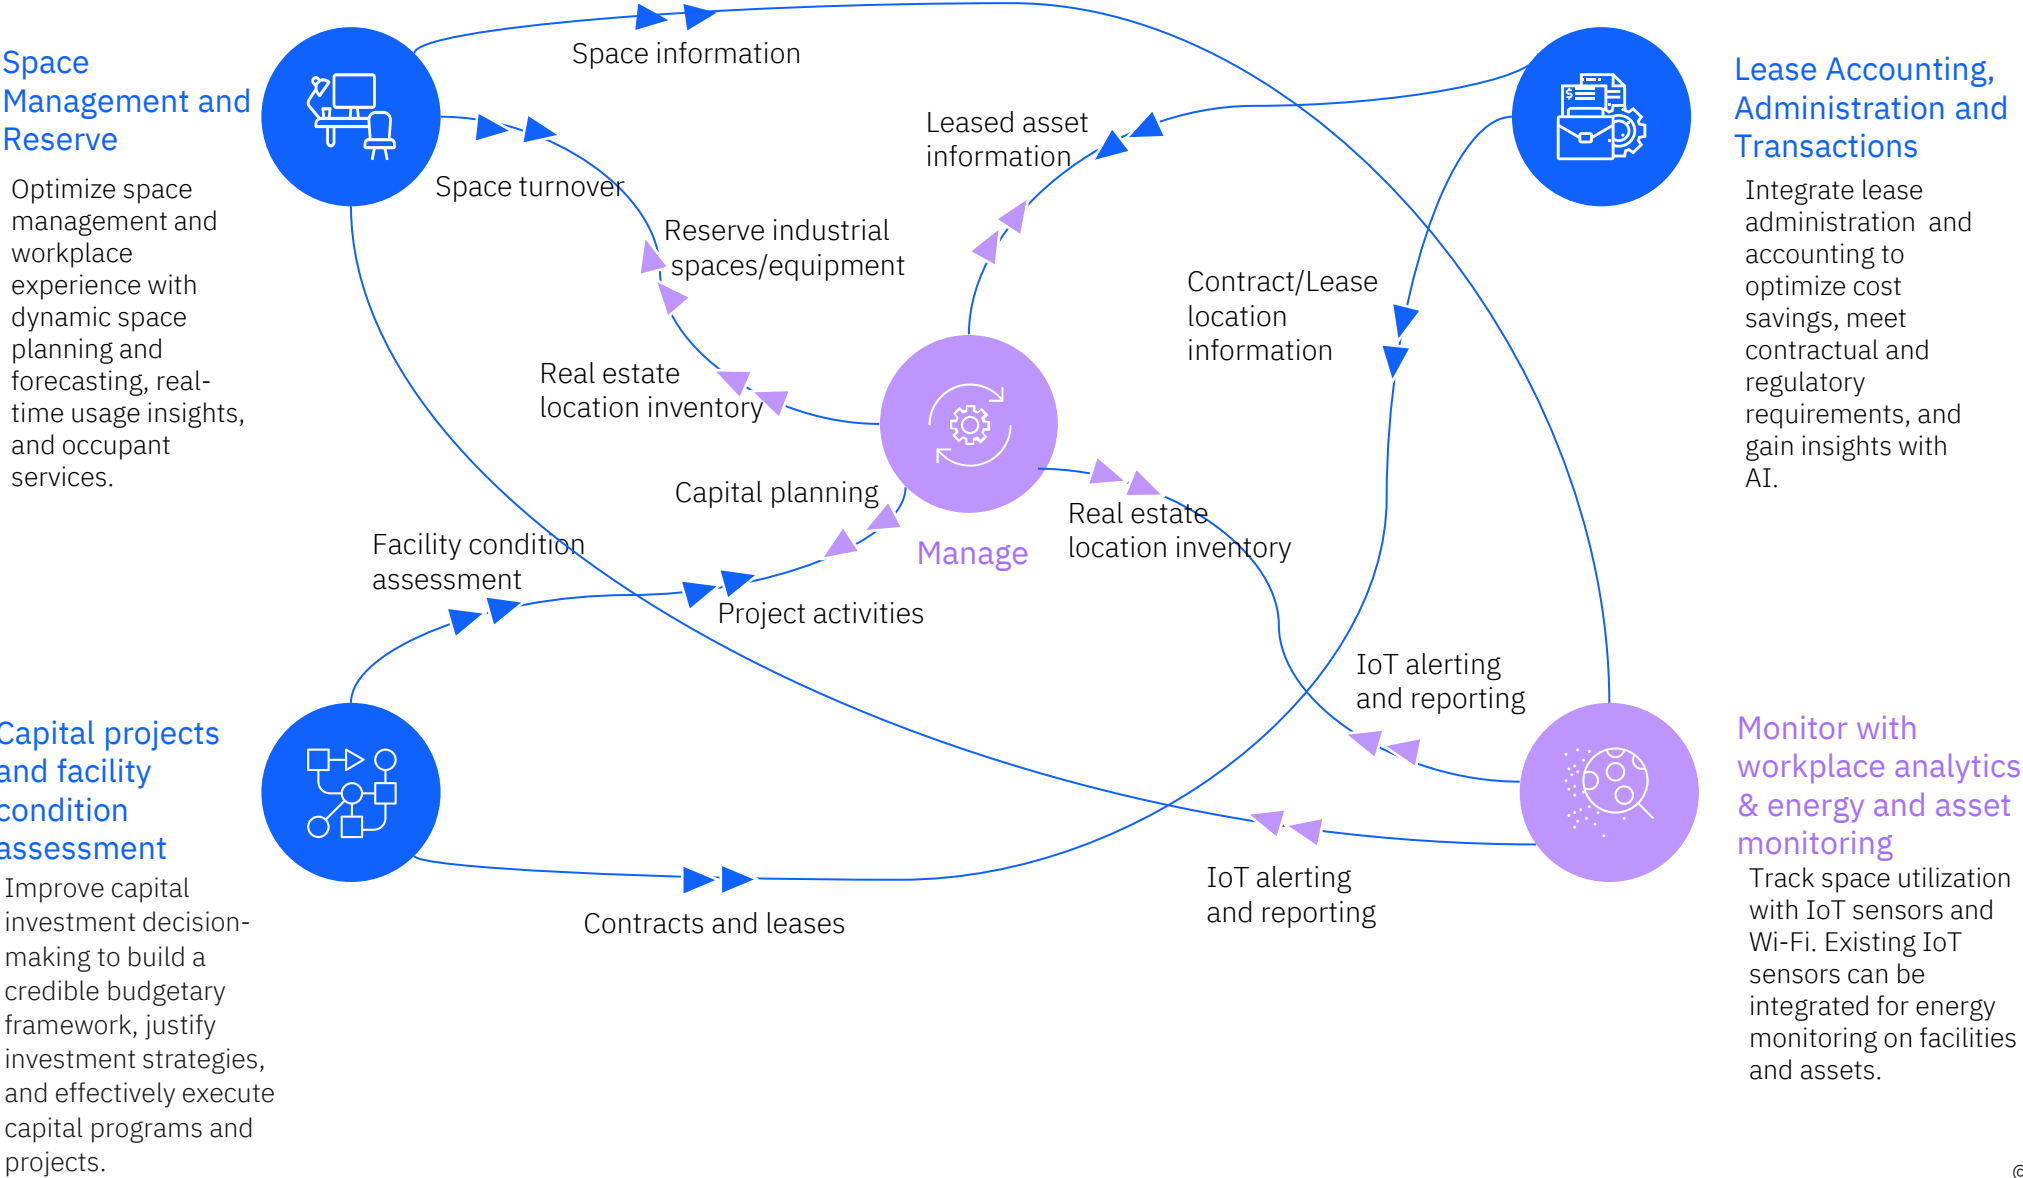 Space
Management and
Reserve
Optimize space
management and
workplace
experience with
dynamic space
planning and
forecasting, real-
time usage insights,
and occupant
services.
Space information
Space turnover
Reserve industrial
spaces/equipment
Real estate
location inventory
Leased asset
information
Contract/Lease
location
information
Lease Accounting,
Administration and
Transactions
Integrate lease
administration  and
accounting to
optimize cost
savings, meet
contractual and
regulatory
requirements, and
gain insights with
AI.
Capital planning
Manage
Real estate
location inventory
Facility condition
assessment
Project activities
IoT alerting
and reporting
Capital projects
and facility
condition
assessment
Improve capital
investment decision-
making to build a
credible budgetary
framework, justify
investment strategies,
and effectively execute
capital programs and
projects.
Contracts and leases
IoT alerting
and reporting
Monitor with
workplace analytics
& energy and asset
monitoring
Track space utilization
with IoT sensors and
Wi-Fi. Existing IoT
sensors can be
integrated for energy
monitoring on facilities
and assets.